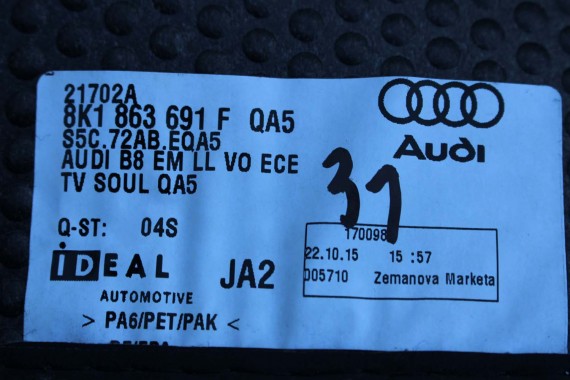 21702A
8K1 863 691 F QA5
S5C.72AB.EQA5
AUDI B8 EM LL VO ECE
TV SOUL QA5
Audi
31
Q-ST: 04S
iDEAL
AUTOMOTIVE
JA2
> PA6/PET/PAK <
170098
22.10.15 15:57
005710 Zemanova Marketa